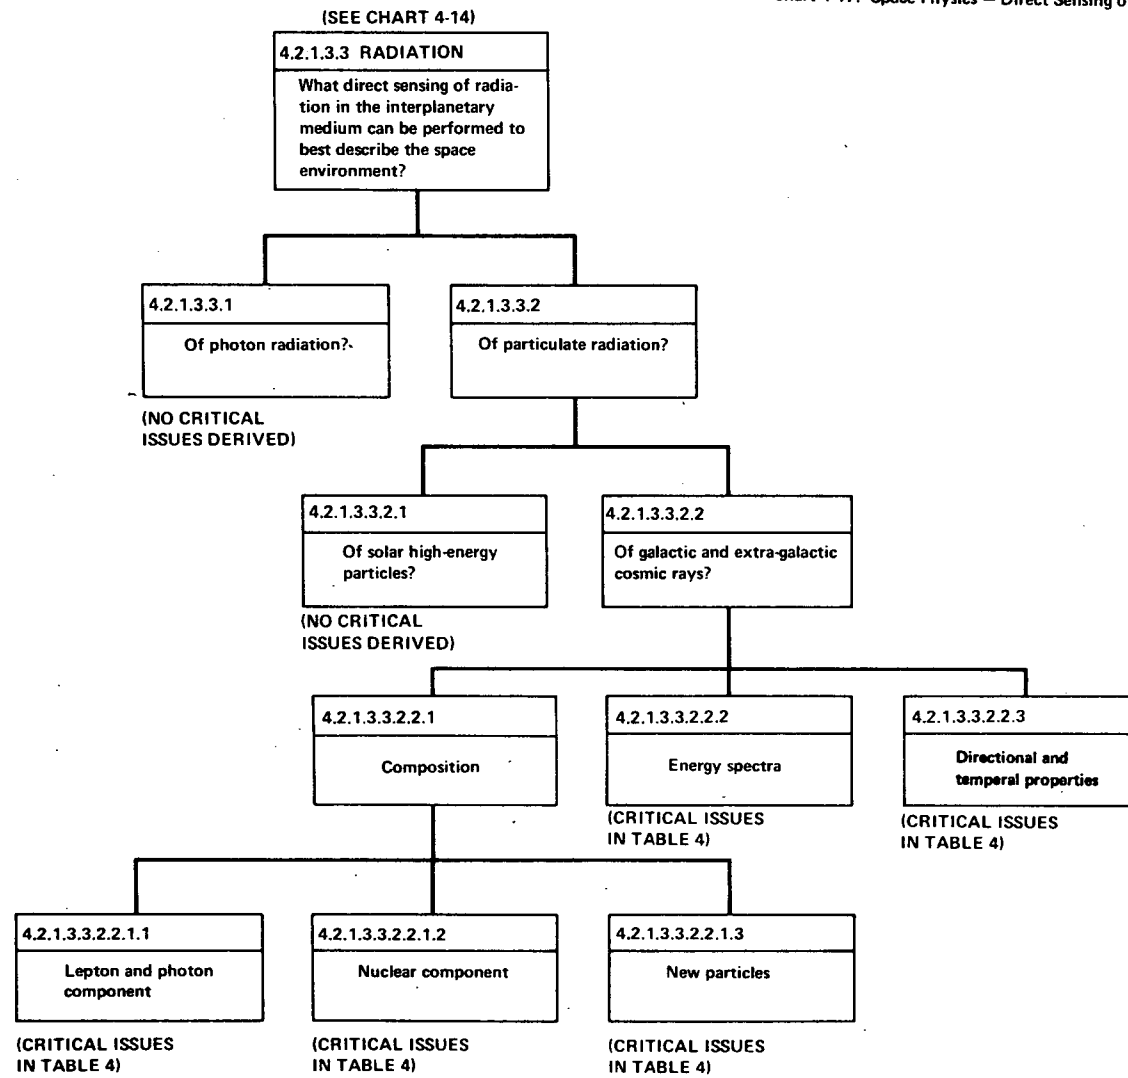 Space Physics — Direct Sensing o
(SEE CHART 4-14)
4.2.1.3.3 RADIATION
What direct sensing of radia-
tion in the interplanetary
medium can be performed to
best describe the space
environment?
4.2.1.3.3.1
Of photon radiation?
(NO CRITICAL
ISSUES DERIVED)
4.2.1.3.3.2
Of particulate radiation?
4.2.1.3.3.2.1
Of solar high-energy
particles?
(NO CRITICAL
ISSUES DERIVED)
4.2.1.3.3.2.2
Of galactic and extra-galactic
cosmic rays?
4.2.1.3.3.2.2.1
Composition
4.2.1.3.3.2.2.2
Energy spectra
(CRITICAL ISSUES
IN TABLE 4)
4.2.1.3.3.2.2.3
Directional and
temperal properties
(CRITICAL ISSUES
IN TABLE 4)
4.2.1.3.3.2.2.1.1
Lepton and photon
component
(CRITICAL ISSUES
IN TABLE 4)
4.2.1.3.3.2.2.1.2
Nuclear component
(CRITICAL ISSUES
IN TABLE 4)
4.2.1.3.3.2.2.1.3
New particles
(CRITICAL ISSUES
IN TABLE 4)